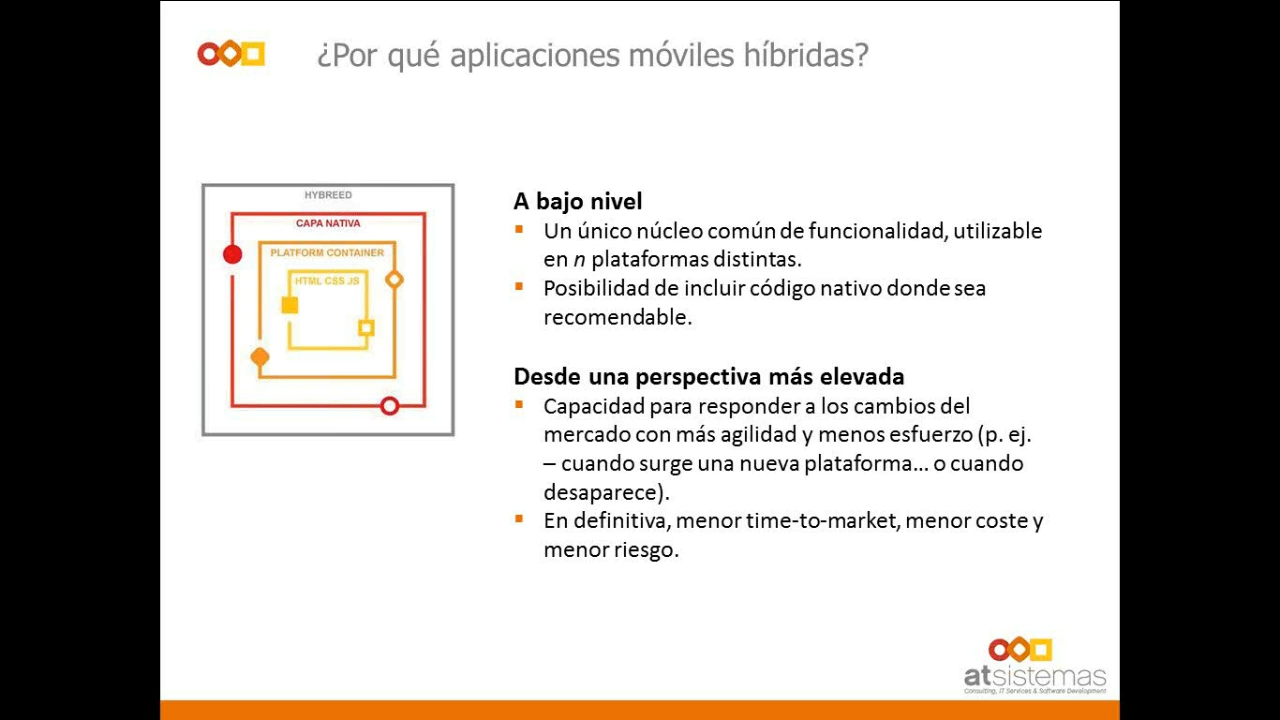 ¿Por qué aplicaciones móviles híbridas?
HYBREED
CAPA NATIVA
PLATFORM CONTAINER
HTML CSS JS
A bajo nivel
Un único núcleo común de funcionalidad, utilizable
en n plataformas distintas.
Posibilidad de incluir código nativo donde sea
recomendable.
Desde una perspectiva más elevada
Capacidad para responder a los cambios del
mercado con más agilidad y menos esfuerzo (p. ej.
– cuando surge una nueva plataforma... o cuando
desaparece).
En definitiva, menor time-to-market, menor coste y
menor riesgo.
atsistemas
Consulting, IT Services & Software Development